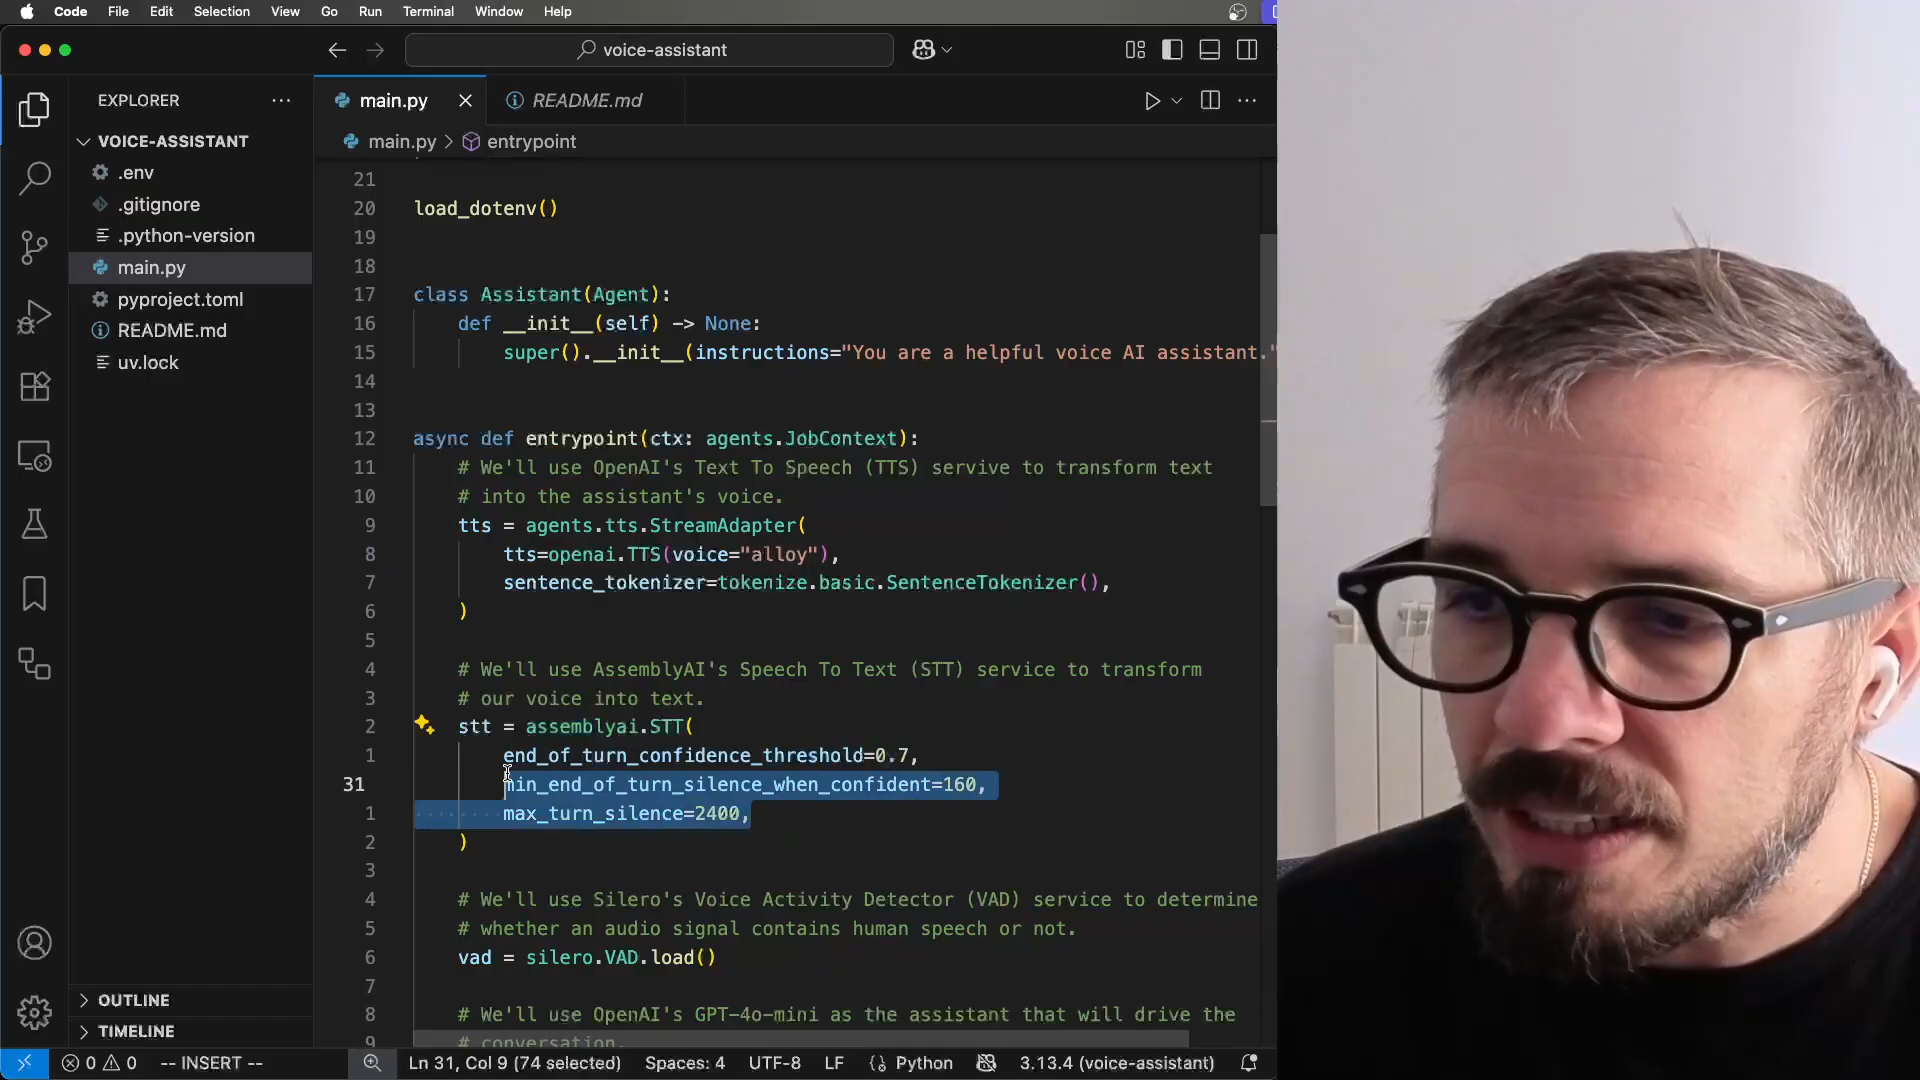 Code File Edit Selection View Go Run Terminal Window Help
voice-assistant
EXPLORER
main.py
README.md
VOICE-ASSISTANT
main.py > entrypoint
.env
.gitignore
.python-version
main.py
pyproject.toml
README.md
uv.lock
21
20 load_dotenv()
19
18
17 class Assistant(Agent):
16 def __init__(self) -> None:
15 super().__init__(instructions="You are a helpful voice AI assistant."
14
13
12 async def entrypoint(ctx: agents.JobContext):
11 # We'll use OpenAI's Text To Speech (TTS) servive to transform text
10 # into the assistant's voice.
9 tts = agents.tts.StreamAdapter(
8 tts=openai.TTS(voice="alloy"),
7 sentence_tokenizer=tokenize.basic.SentenceTokenizer(),
6 )
5
4 # We'll use AssemblyAI's Speech To Text (STT) service to transform
3 # our voice into text.
2 stt = assemblyai.STT(
1 end_of_turn_confidence_threshold=0.7,
31 min_end_of_turn_silence_when_confident=160,
1 max_turn_silence=2400,
2 )
3
4 # We'll use Silero's Voice Activity Detector (VAD) service to determine
5 # whether an audio signal contains human speech or not.
6 vad = silero.VAD.load()
7
8 # We'll use OpenAI's GPT-4o-mini as the assistant that will drive the
9 # conversation.
OUTLINE
TIMELINE
0 0 -- INSERT -- Ln 31, Col 9 (74 selected) Spaces: 4 UTF-8 LF {} Python 3.13.4 (voice-assistant)